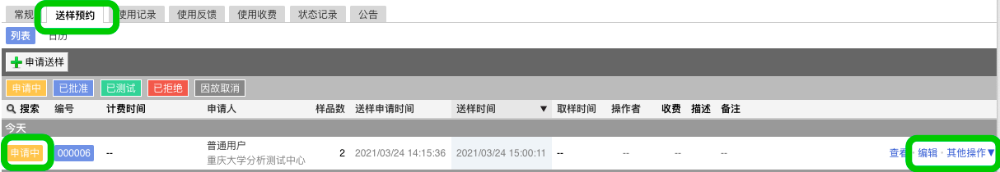 常规 送样预约 使用记录 使用反馈 使用收费 状态记录 公告
列表 日历
申请送样
申请中 已批准 已测试 已拒绝 因故取消
搜索 编号 计费时间 申请人 样品数 送样申请时间 送样时间 ▼ 取样时间 操作者 收费 描述 备注
今天
普通用户
申请中 000006 -- 2 2021/03/24 14:15:36 2021/03/24 15:00:11 -- -- -- -- 查看 · 编辑 · 其他操作▼
重庆大学分析测试中心